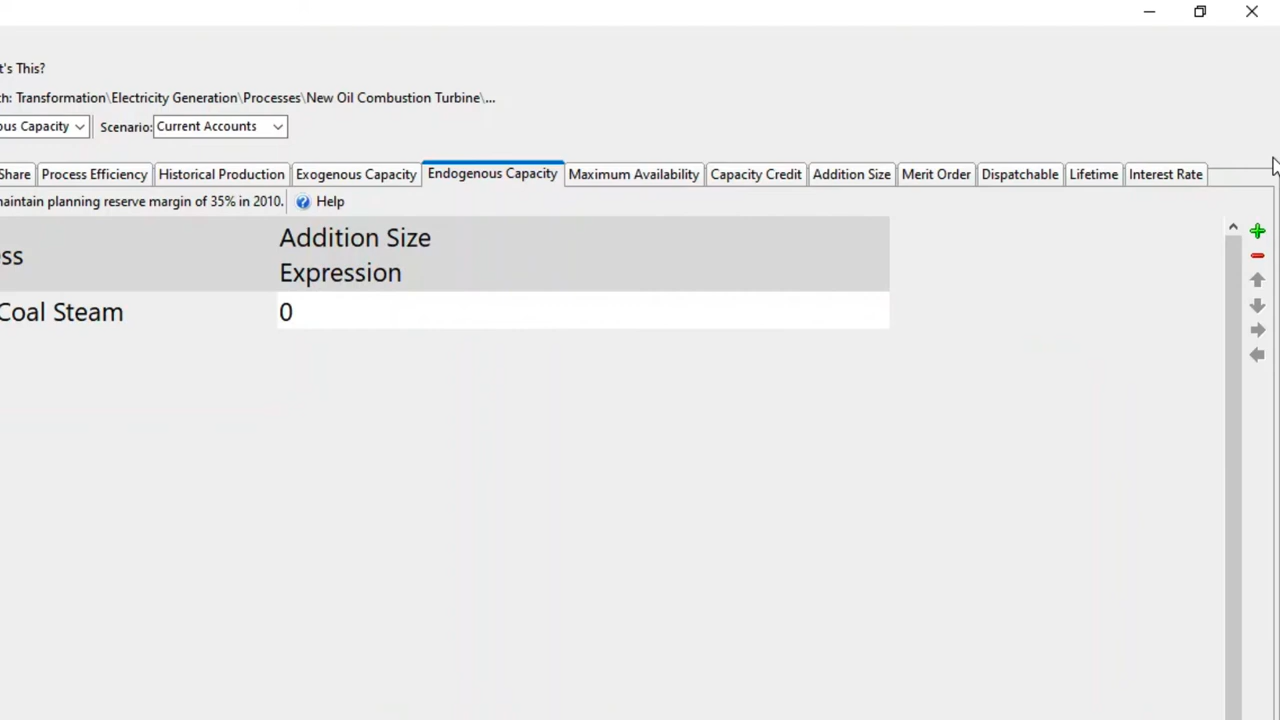 t's This?
th: Transformation\Electricity Generation\Processes\New Oil Combustion Turbine\...
ous Capacity Scenario: Current Accounts
Share Process Efficiency Historical Production Exogenous Capacity Endogenous Capacity Maximum Availability Capacity Credit Addition Size Merit Order Dispatchable Lifetime Interest Rate
naintain planning reserve margin of 35% in 2010. Help
Addition Size
ess
Expression
Coal Steam 0